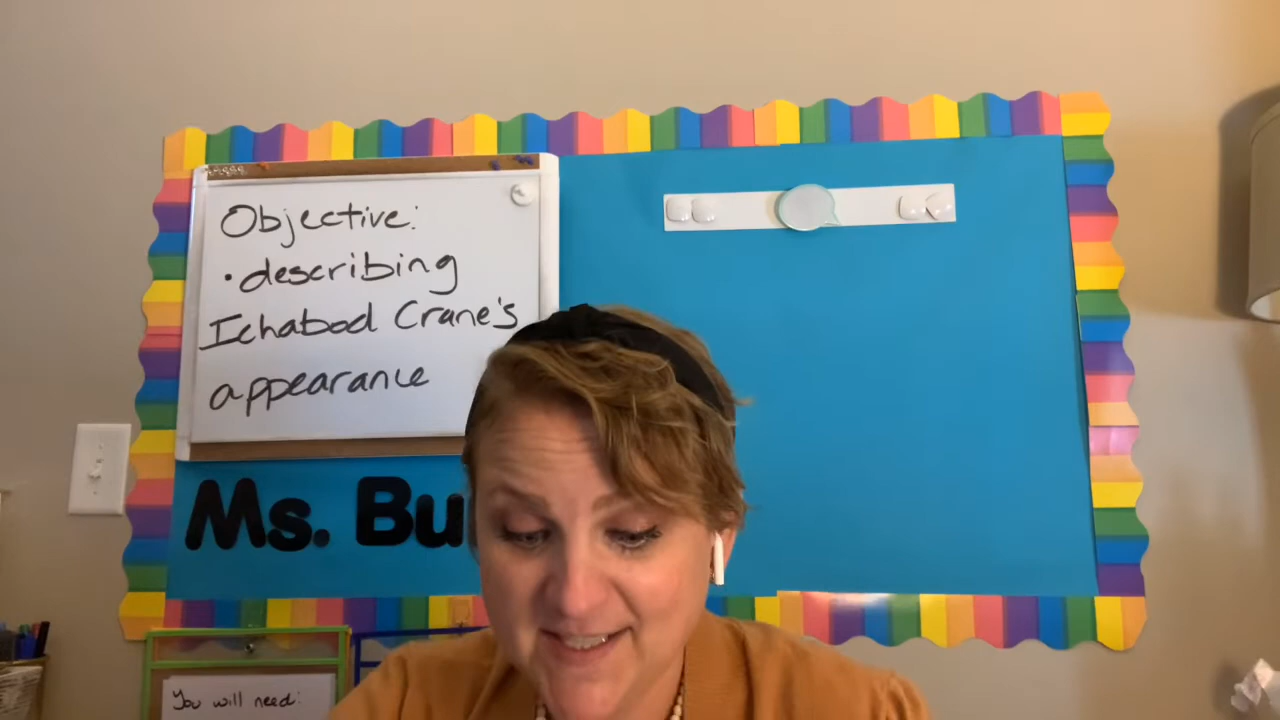 Objective:
• describing
Ichabod Crane's
appearance
Ms. Bu
You will need: